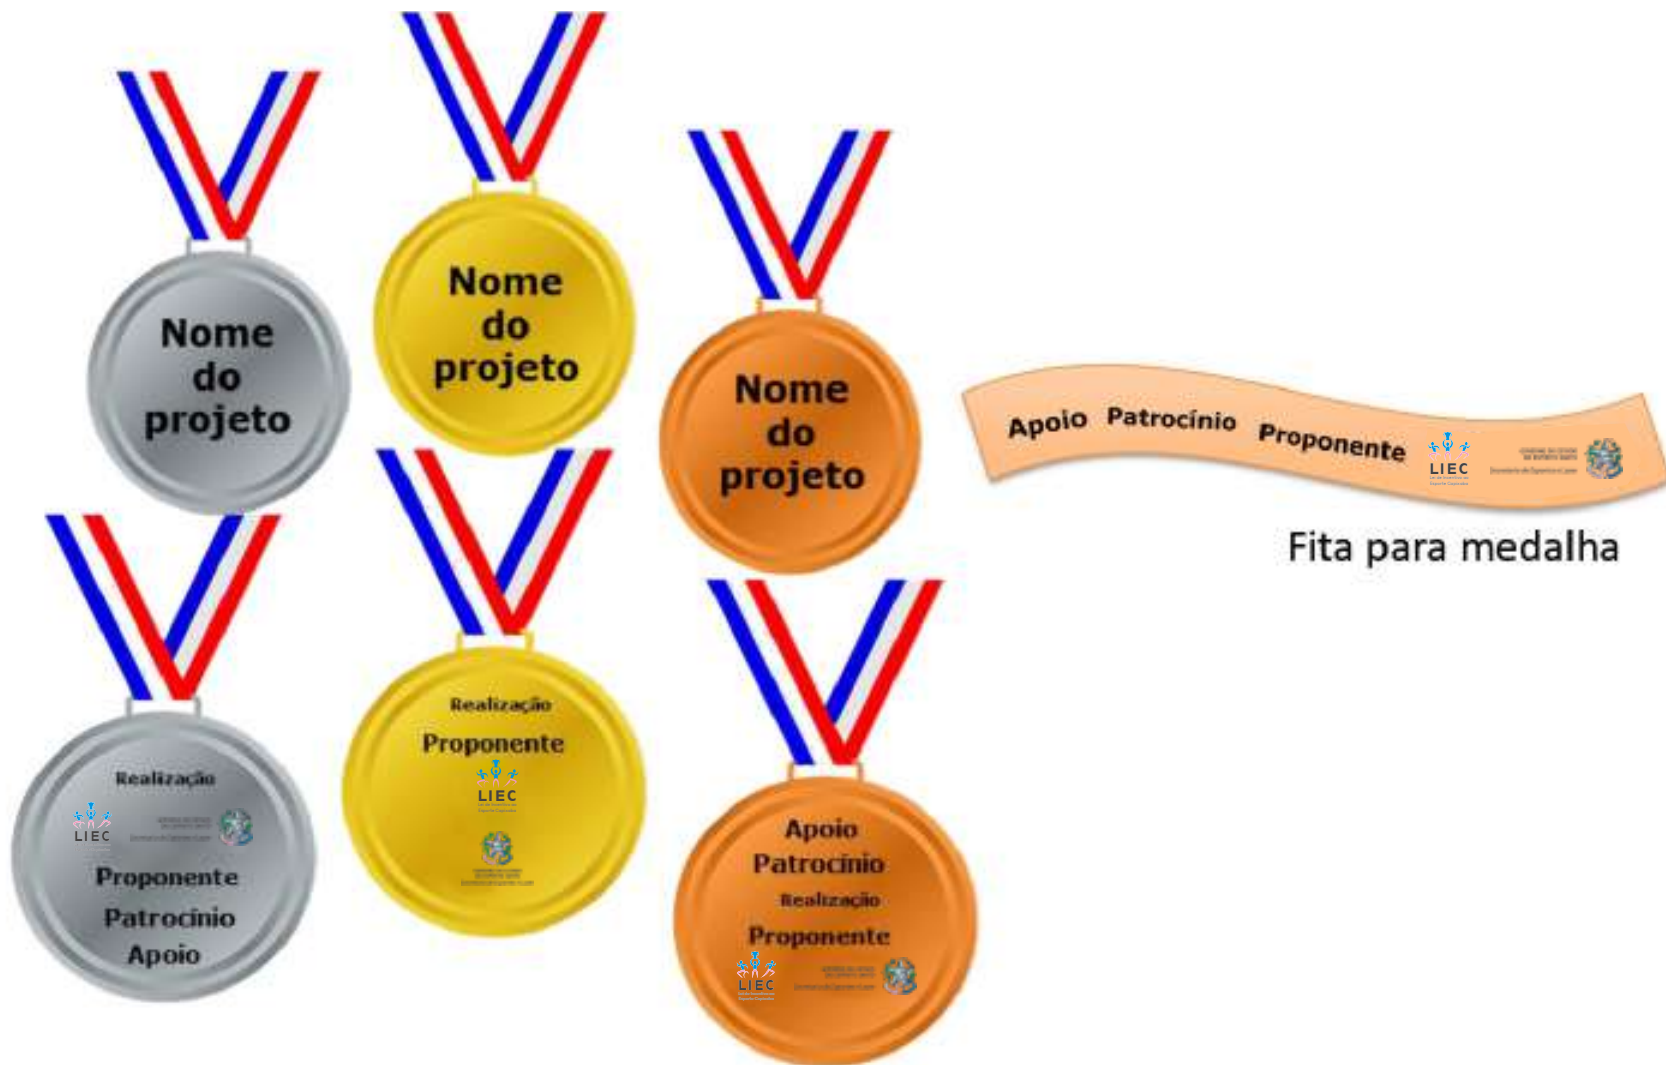 Nome
do
projeto
Nome
do
projeto
Nome
do
projeto
Apoio Patrocínio Proponente
LIEC
Fita para medalha
Realização
LIEC
Proponente
Patrocínio
Apoio
Realização
Proponente
LIEC
Apoio
Patrocínio
Realização
Proponente
LIEC